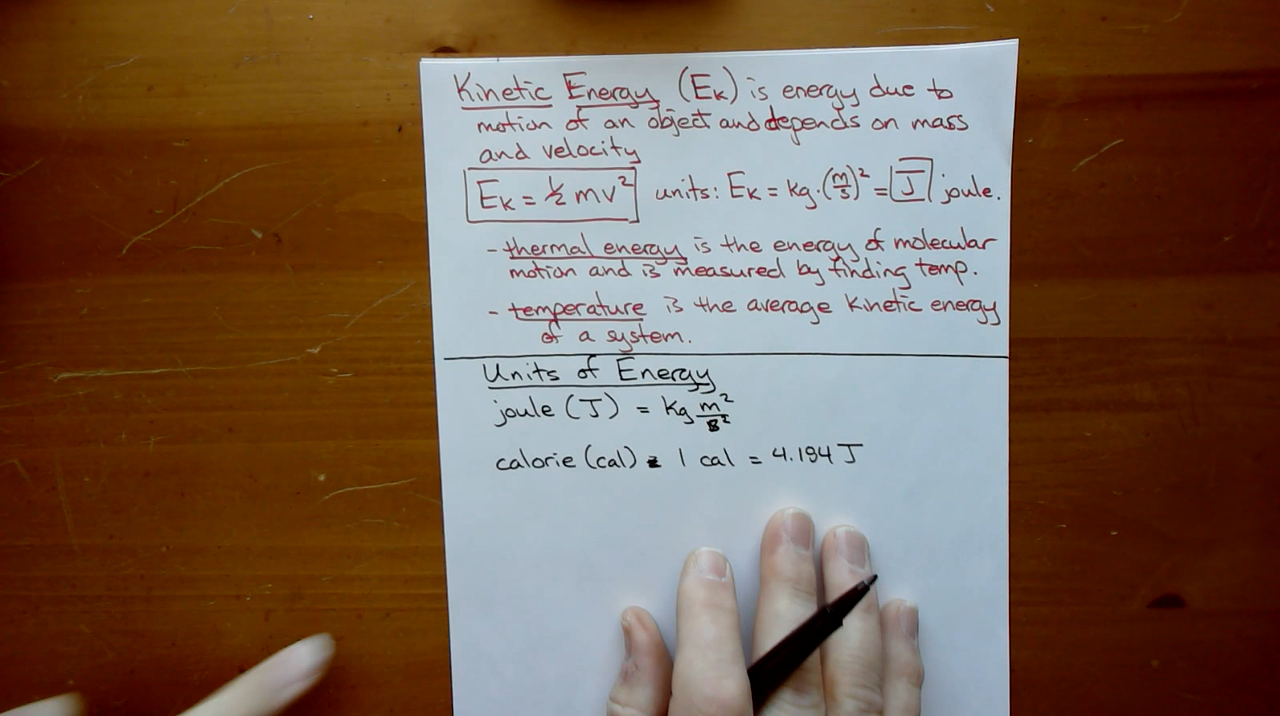 Kinetic Energy (Eₖ) is energy due to
motion of an object and depends on mass
and velocity
Eₖ = ½ mv² units: Eₖ = kg·(m/s)² = J joule.
- thermal energy is the energy of molecular
motion and is measured by finding temp.
- temperature is the average kinetic energy
of a system.
Units of Energy
joule (J) = kg m²/s²
calorie (cal) = 1 cal = 4.184 J